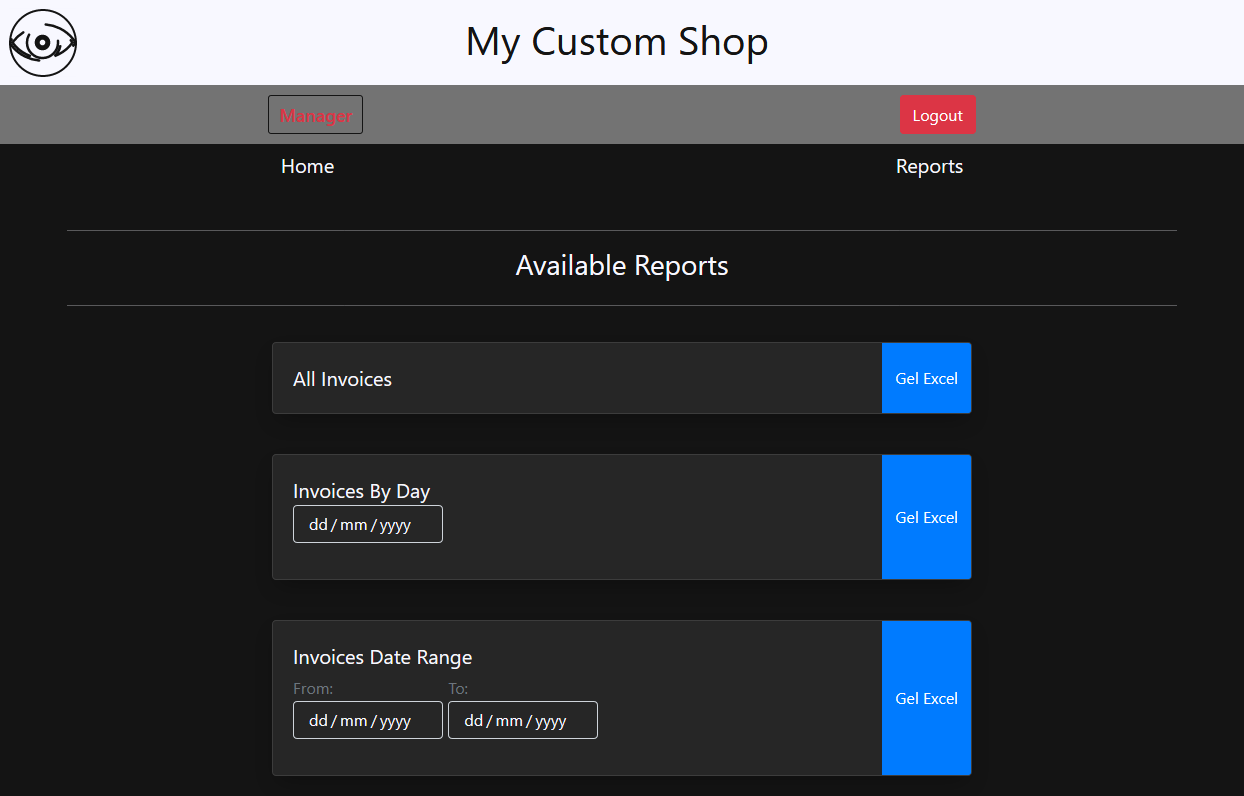 My Custom Shop
Manager
Logout
Home
Reports
Available Reports
All Invoices
Gel Excel
Invoices By Day
dd/mm/yyyy
Gel Excel
Invoices Date Range
From:
To:
dd/mm/yyyy
dd/mm/yyyy
Gel Excel